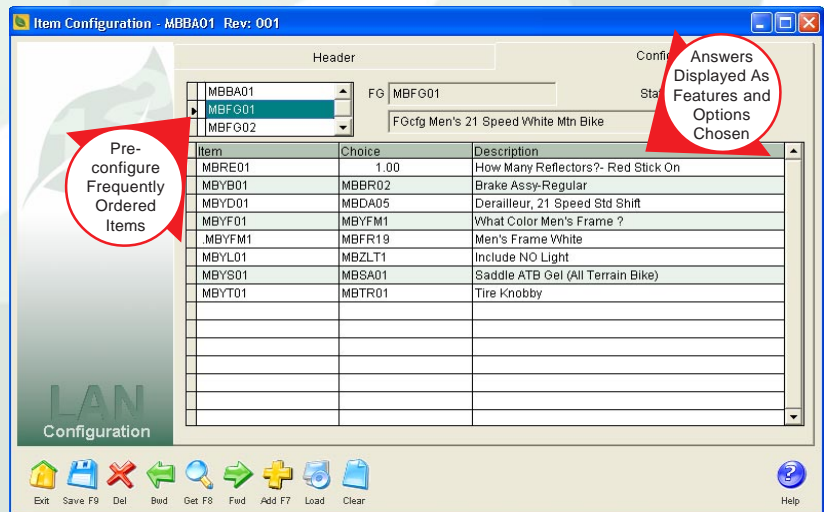 Item Configuration - MBBA01 Rev: 001
Header
Answers
Displayed As
Features and
Options
Chosen
MBBA01
MBFG01
MBFG02
FG MBFG01
FGcfg Men's 21 Speed White Mtn Bike
Pre-
configure
Frequently
Ordered
Items
Item Choice Description
MBRE01 1.00 How Many Reflectors?- Red Stick On
MBYB01 MBBR02 Brake Assy-Regular
MBYD01 MBDA05 Derailleur, 21 Speed Std Shift
MBYF01 MBYFM1 What Color Men's Frame ?
.MBYFM1 MBFR19 Men's Frame White
MBYL01 MBZLT1 Include NO Light
MBYS01 MBSA01 Saddle ATB Gel (All Terrain Bike)
MBYT01 MBTR01 Tire Knobby
LAN
Configuration
Exit Save F9 Del Bwd Get F8 Fwd Add F7 Load Clear Help